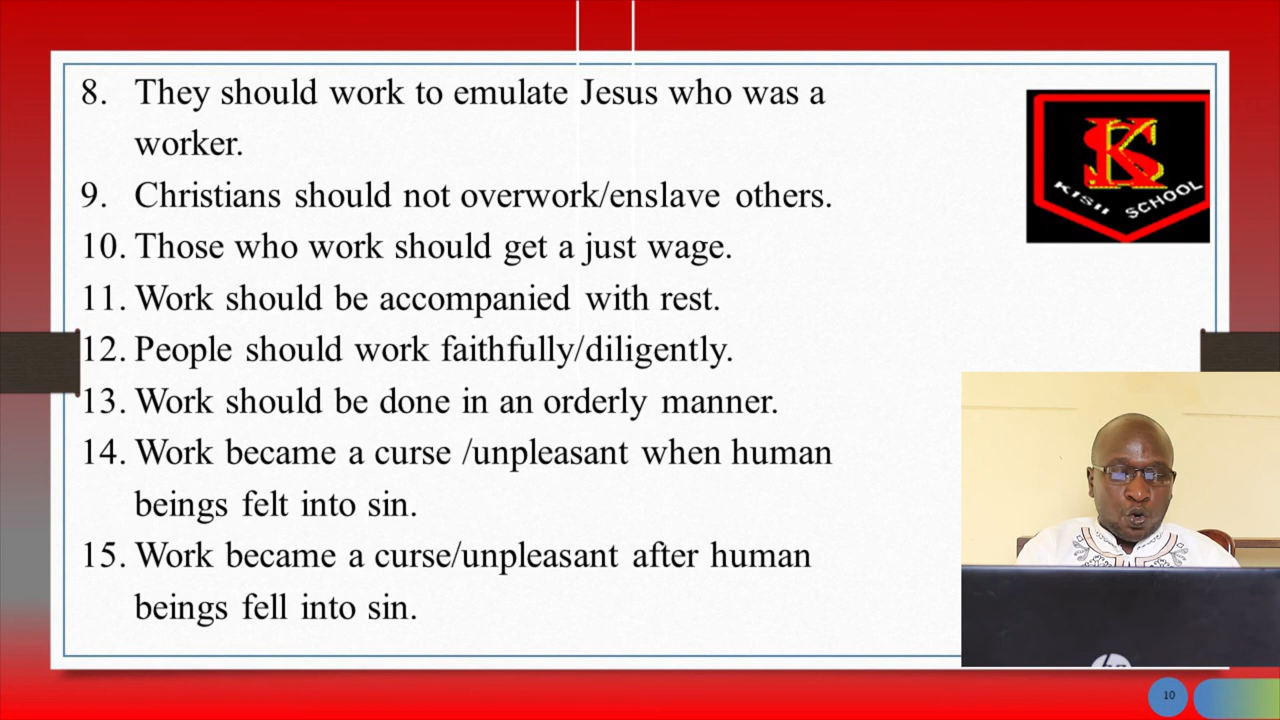 8. They should work to emulate Jesus who was a
worker.
9. Christians should not overwork/enslave others.
10. Those who work should get a just wage.
11. Work should be accompanied with rest.
12. People should work faithfully/diligently.
13. Work should be done in an orderly manner.
14. Work became a curse /unpleasant when human
beings felt into sin.
15. Work became a curse/unpleasant after human
beings fell into sin.
KS
KISII SCHOOL
hp
10